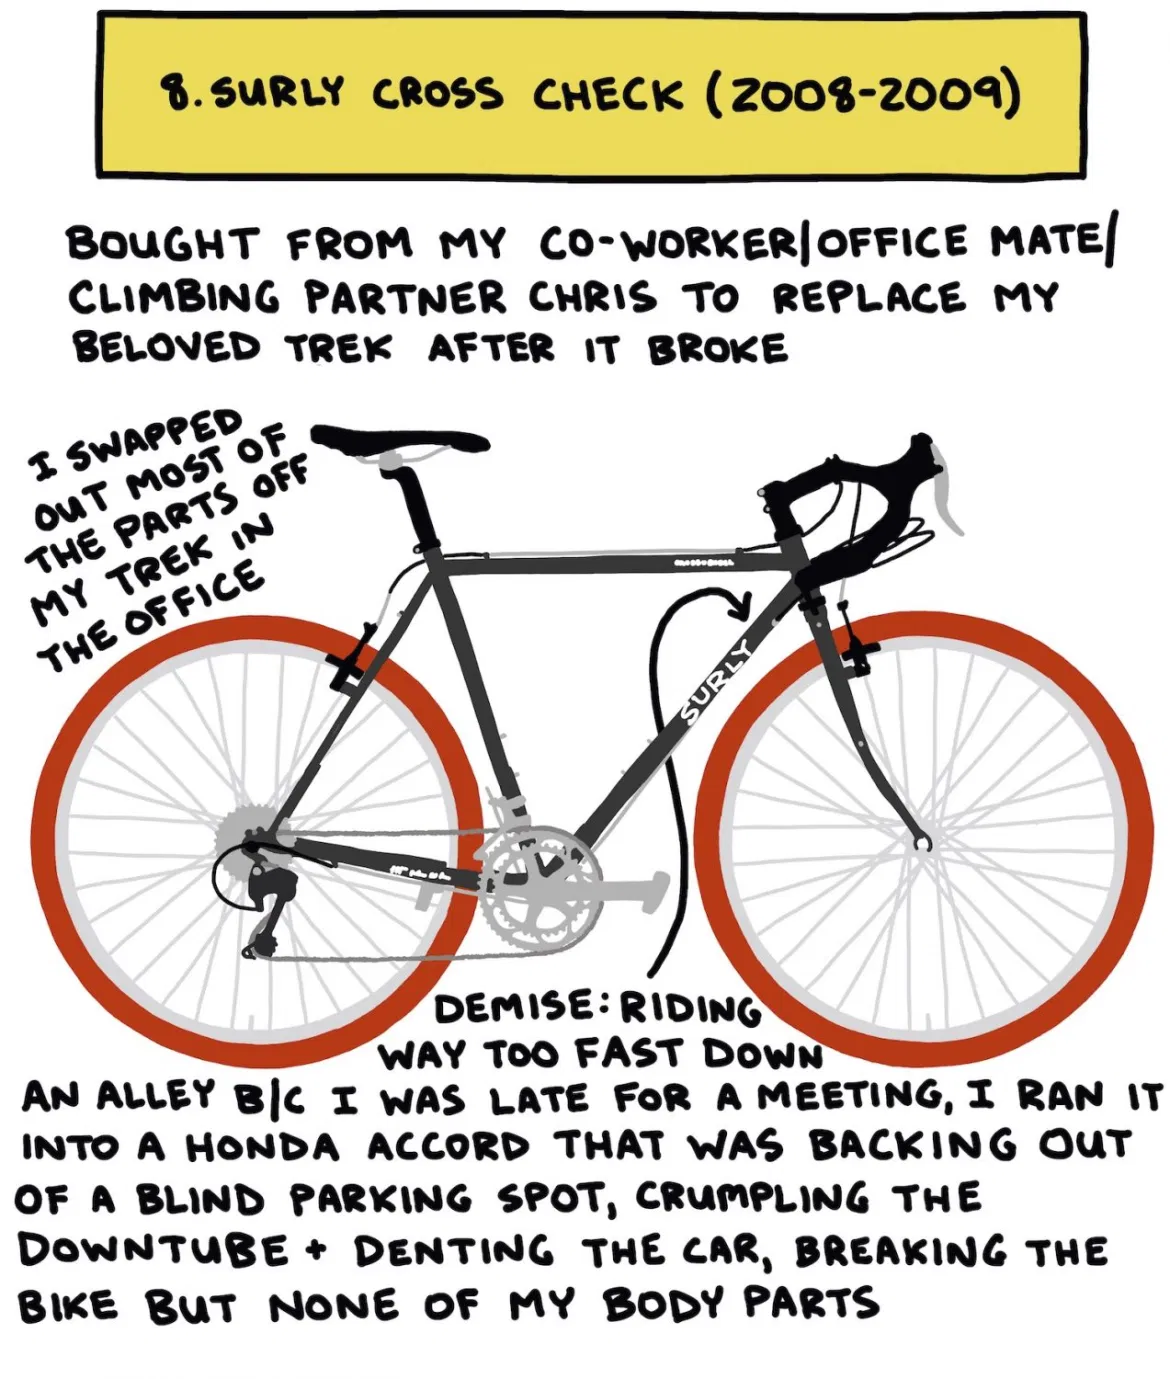 8. SURLY CROSS CHECK (2008-2009)
BOUGHT FROM MY CO-WORKER/OFFICE MATE/
CLIMBING PARTNER CHRIS TO REPLACE MY
BELOVED TREK AFTER IT BROKE
I SWAPPED
OUT MOST OF
THE PARTS OFF
MY TREK IN
THE OFFICE
SURLY
DEMISE: RIDING
WAY TOO FAST DOWN
AN ALLEY B/C I WAS LATE FOR A MEETING, I RAN IT
INTO A HONDA ACCORD THAT WAS BACKING OUT
OF A BLIND PARKING SPOT, CRUMPLING THE
DOWNTUBE + DENTING THE CAR, BREAKING THE
BIKE BUT NONE OF MY BODY PARTS